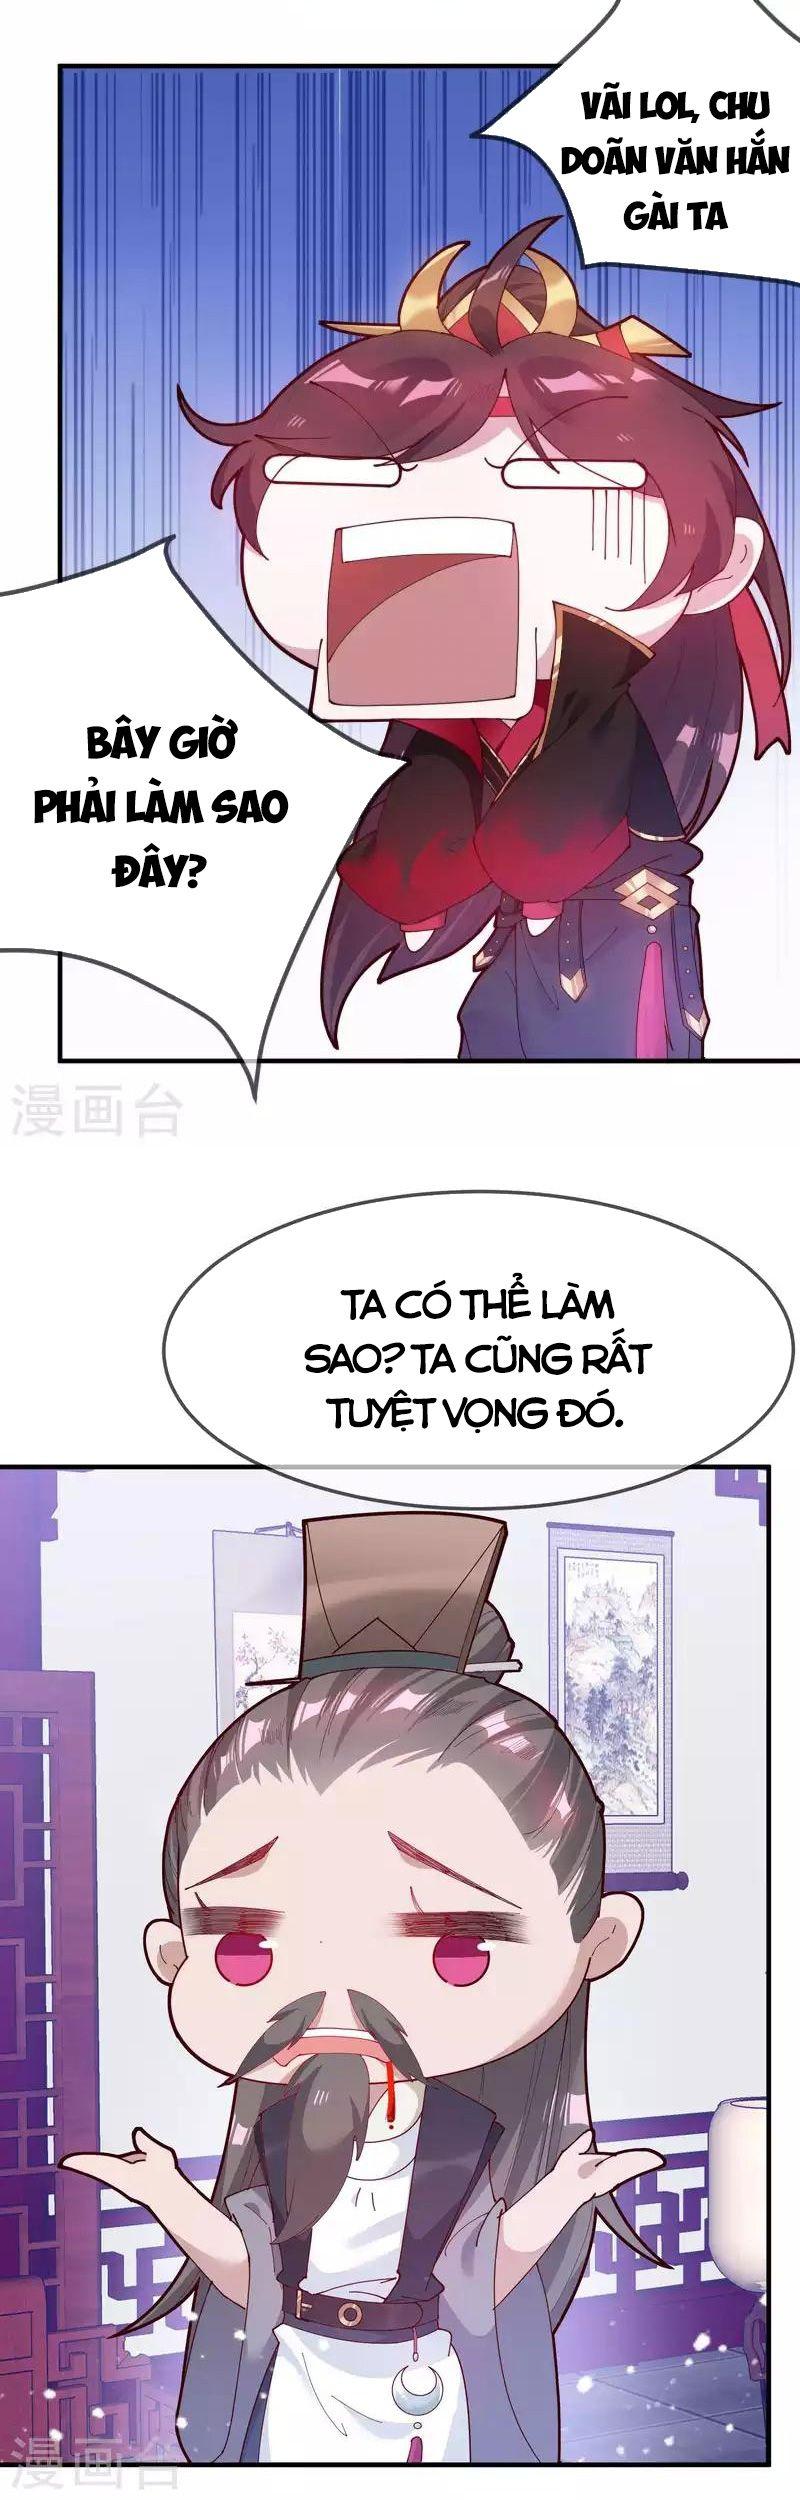 VÃI LOL, CHU
DOÃN VĂN HẮN
GÀI TA
BÂY GIỜ
PHẢI LÀM SAO
ĐÂY?
漫画台
TA CÓ THỂ LÀM
SAO? TA CŨNG RẤT
TUYỆT VỌNG ĐÓ.
漫画台